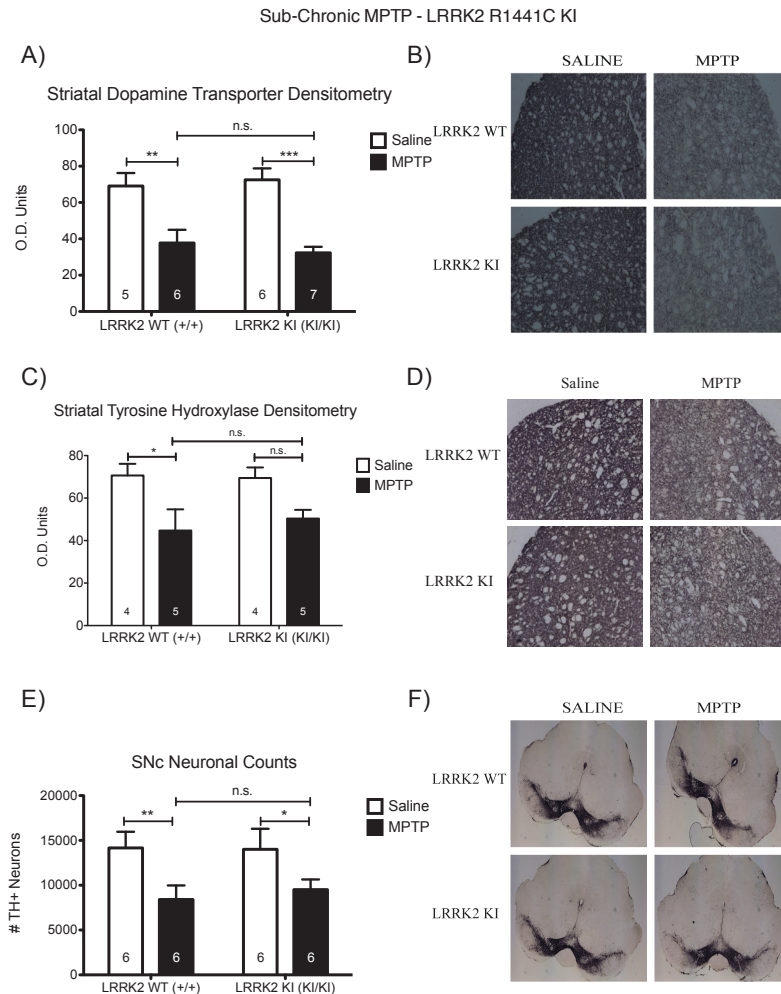 Sub-Chronic MPTP - LRRK2 R1441C KI
A)
Striatal Dopamine Transporter Densitometry
100
80
60
40
20
0
O.D. Units
n.s.
**
***
Saline
MPTP
5
6
6
7
LRRK2 WT (+/+)
LRRK2 KI (KI/KI)
B)
SALINE
MPTP
LRRK2 WT
LRRK2 KI
C)
Striatal Tyrosine Hydroxylase Densitometry
80
60
40
20
0
O.D. Units
n.s.
*
n.s.
Saline
MPTP
4
5
4
5
LRRK2 WT (+/+)
LRRK2 KI (KI/KI)
D)
Saline
MPTP
LRRK2 WT
LRRK2 KI
E)
SNc Neuronal Counts
20000
15000
10000
5000
0
# TH+ Neurons
n.s.
**
*
Saline
MPTP
6
6
6
6
LRRK2 WT (+/+)
LRRK2 KI (KI/KI)
F)
SALINE
MPTP
LRRK2 WT
LRRK2 KI